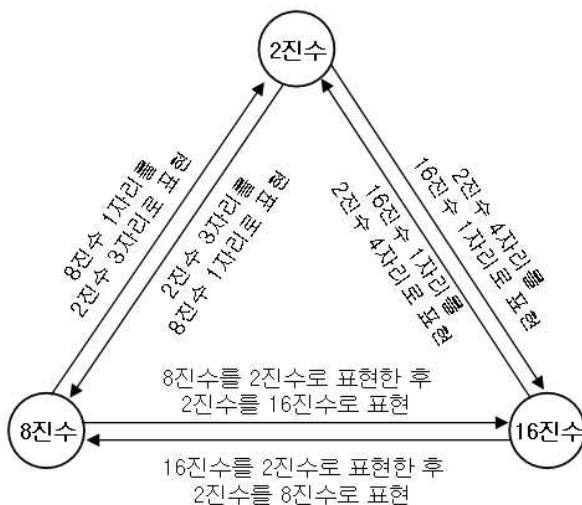 2진수
8진수 1자리를
2진수 3자리로 표현
2진수 3자리를
8진수 1자리로 표현
16진수 1자리를
2진수 4자리로 표현
2진수 4자리를
16진수 1자리로 표현
8진수를 2진수로 표현한 후
2진수를 16진수로 표현
8진수
16진수
16진수를 2진수로 표현한 후
2진수를 8진수로 표현